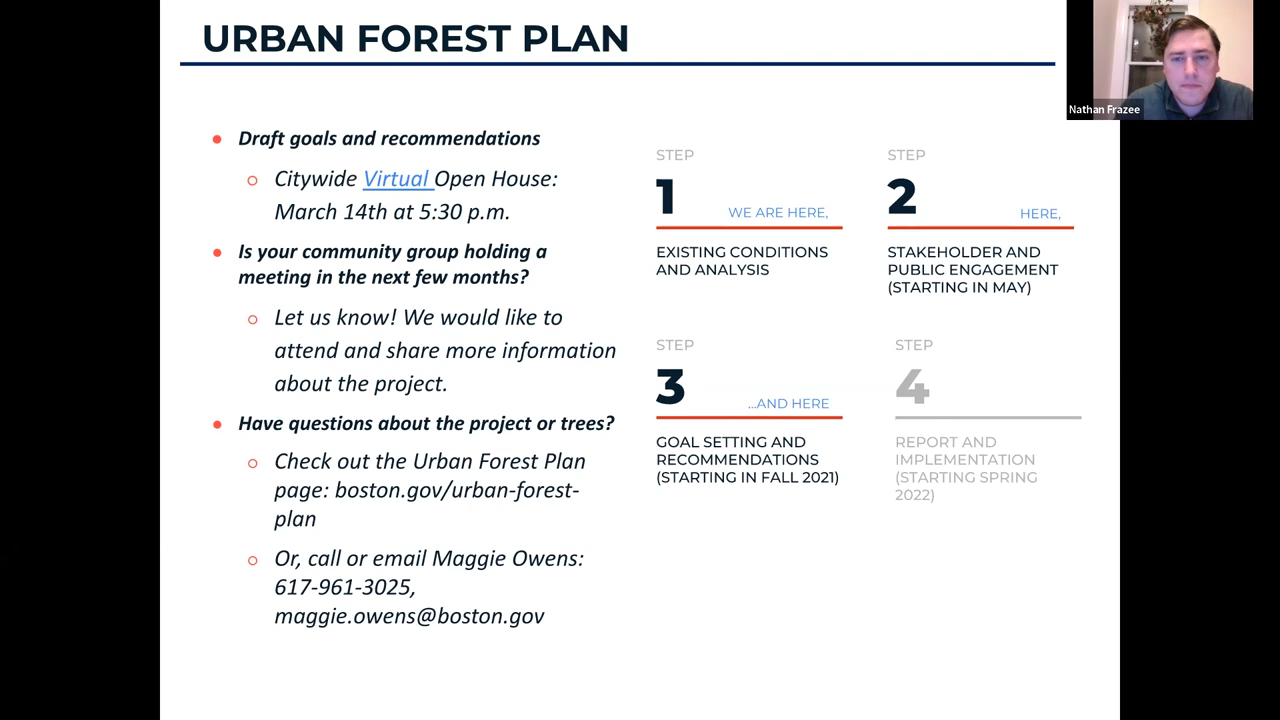 URBAN FOREST PLAN
Nathan Frazee
Draft goals and recommendations
Citywide Virtual Open House:
March 14th at 5:30 p.m.
Is your community group holding a
meeting in the next few months?
Let us know! We would like to
attend and share more information
about the project.
Have questions about the project or trees?
Check out the Urban Forest Plan
page: boston.gov/urban-forest-
plan
Or, call or email Maggie Owens:
617-961-3025,
maggie.owens@boston.gov
STEP
1
WE ARE HERE,
EXISTING CONDITIONS
AND ANALYSIS
STEP
2
HERE,
STAKEHOLDER AND
PUBLIC ENGAGEMENT
(STARTING IN MAY)
STEP
3
...AND HERE
GOAL SETTING AND
RECOMMENDATIONS
(STARTING IN FALL 2021)
STEP
4
REPORT AND
IMPLEMENTATION
(STARTING SPRING
2022)